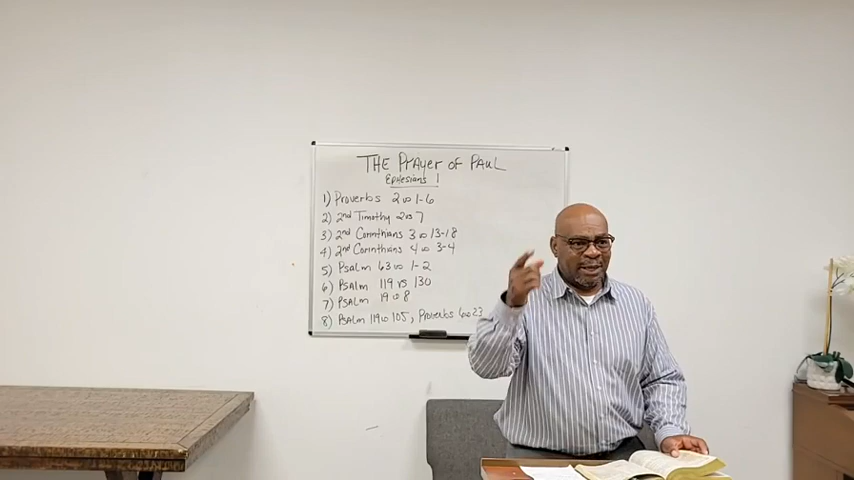 THE PRAyer OF PAUL
Ephesians 1
1) Proverbs 2 vs 1-6
2) 2nd Timothy 2 vs 7
3) 2nd Corinthians 3 vs 13-18
4) 2nd Corinthians 4 vs 3-4
5) PSAlm 63 vs 1-2
6) PSAlm 119 vs 130
7) PSAlm 19 vs 8
8) PSAlm 119 vs 105, Proverbs 6 vs 23